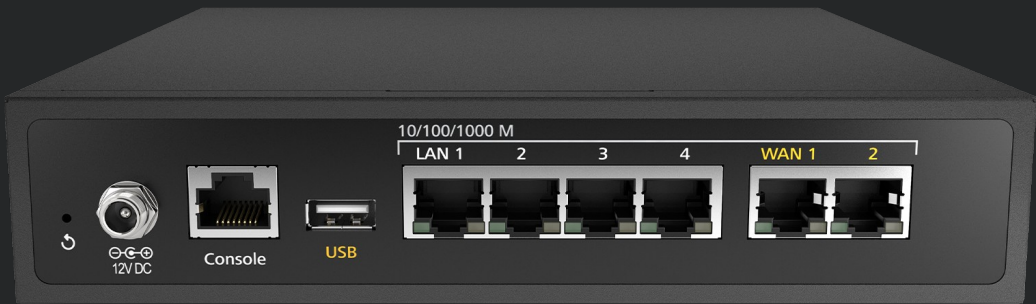 10/100/1000 M
LAN 1 2 3 4 WAN 1 2
USB
Console
12V DC